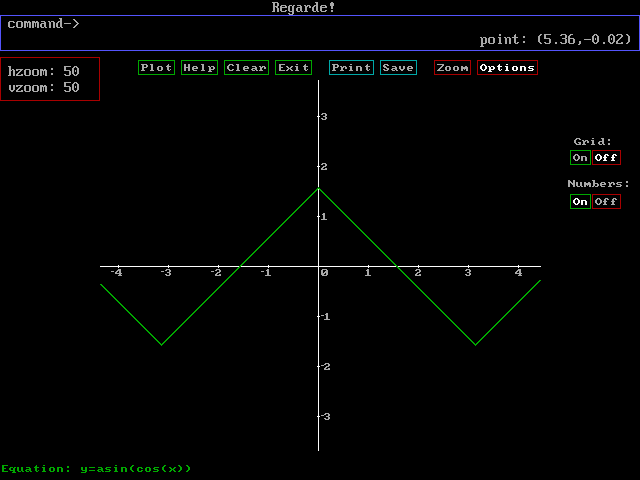 Regarde!
command->
point: (5.36,-0.02)
hzoom: 50
vzoom: 50
Plot Help Clear Exit Print Save Zoom Options
3
2
1
-4 -3 -2 -1 0 1 2 3 4
-1
-2
-3
Grid:
On Off
Numbers:
On Off
Equation: y=asin(cos(x))